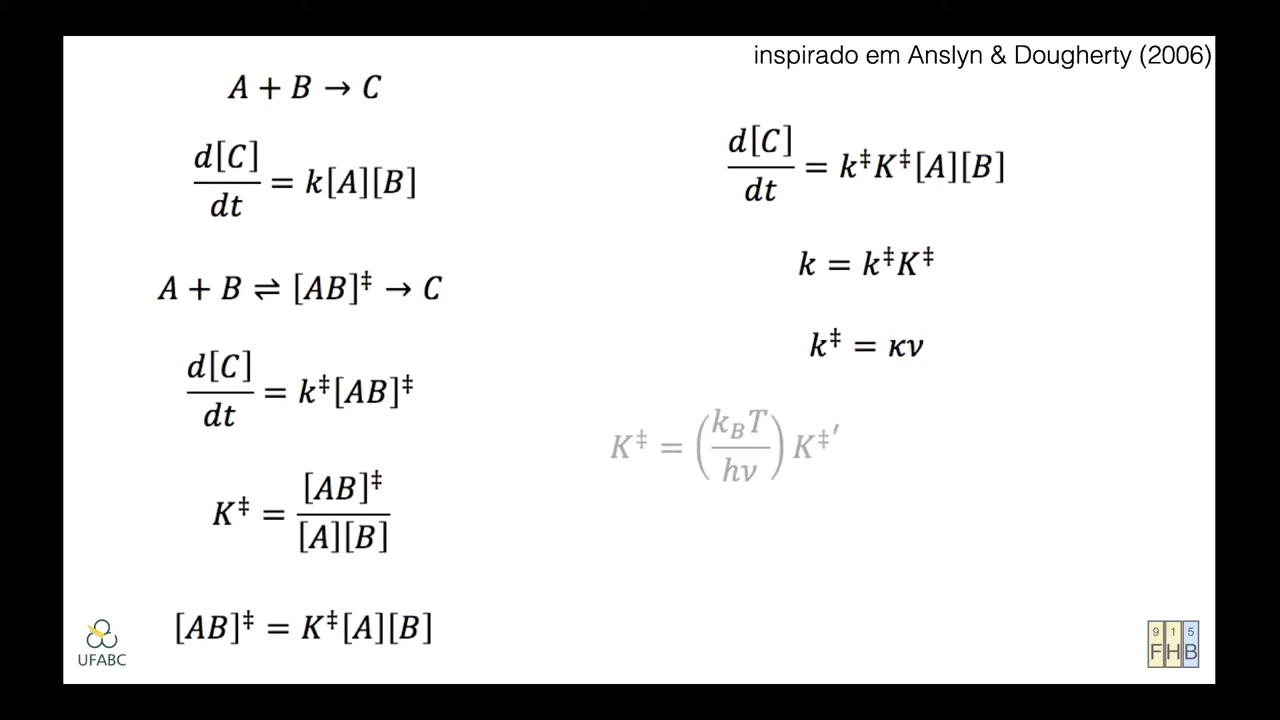 inspirado em Anslyn & Dougherty (2006)
A + B → C
d[C]/dt = k[A][B]
A + B ⇌ [AB]‡ → C
d[C]/dt = k‡[AB]‡
K‡ = [AB]‡/[A][B]
[AB]‡ = K‡[A][B]
d[C]/dt = k‡K‡[A][B]
k = k‡K‡
k‡ = κν
K‡ = (k_BT/hν) K‡′
UFABC
9 1 5
F H B